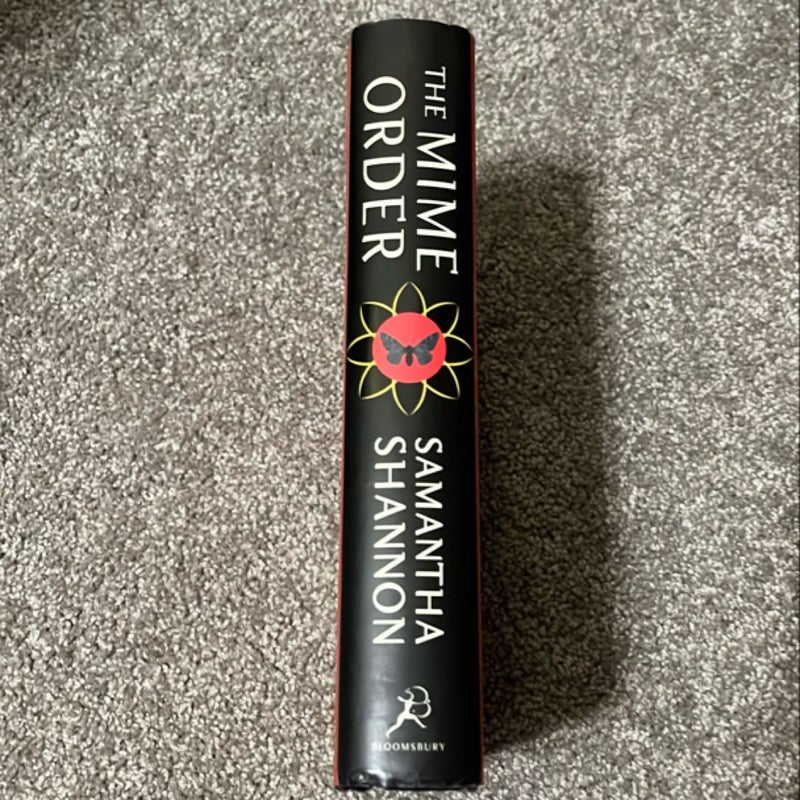 THE MIME
ORDER
SAMANTHA
SHANNON
BLOOMSBURY